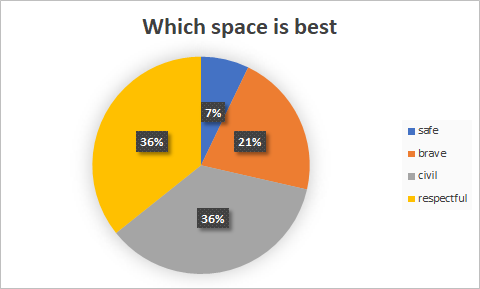 Which space is best
7%
36%
21%
36%
safe
brave
civil
respectful